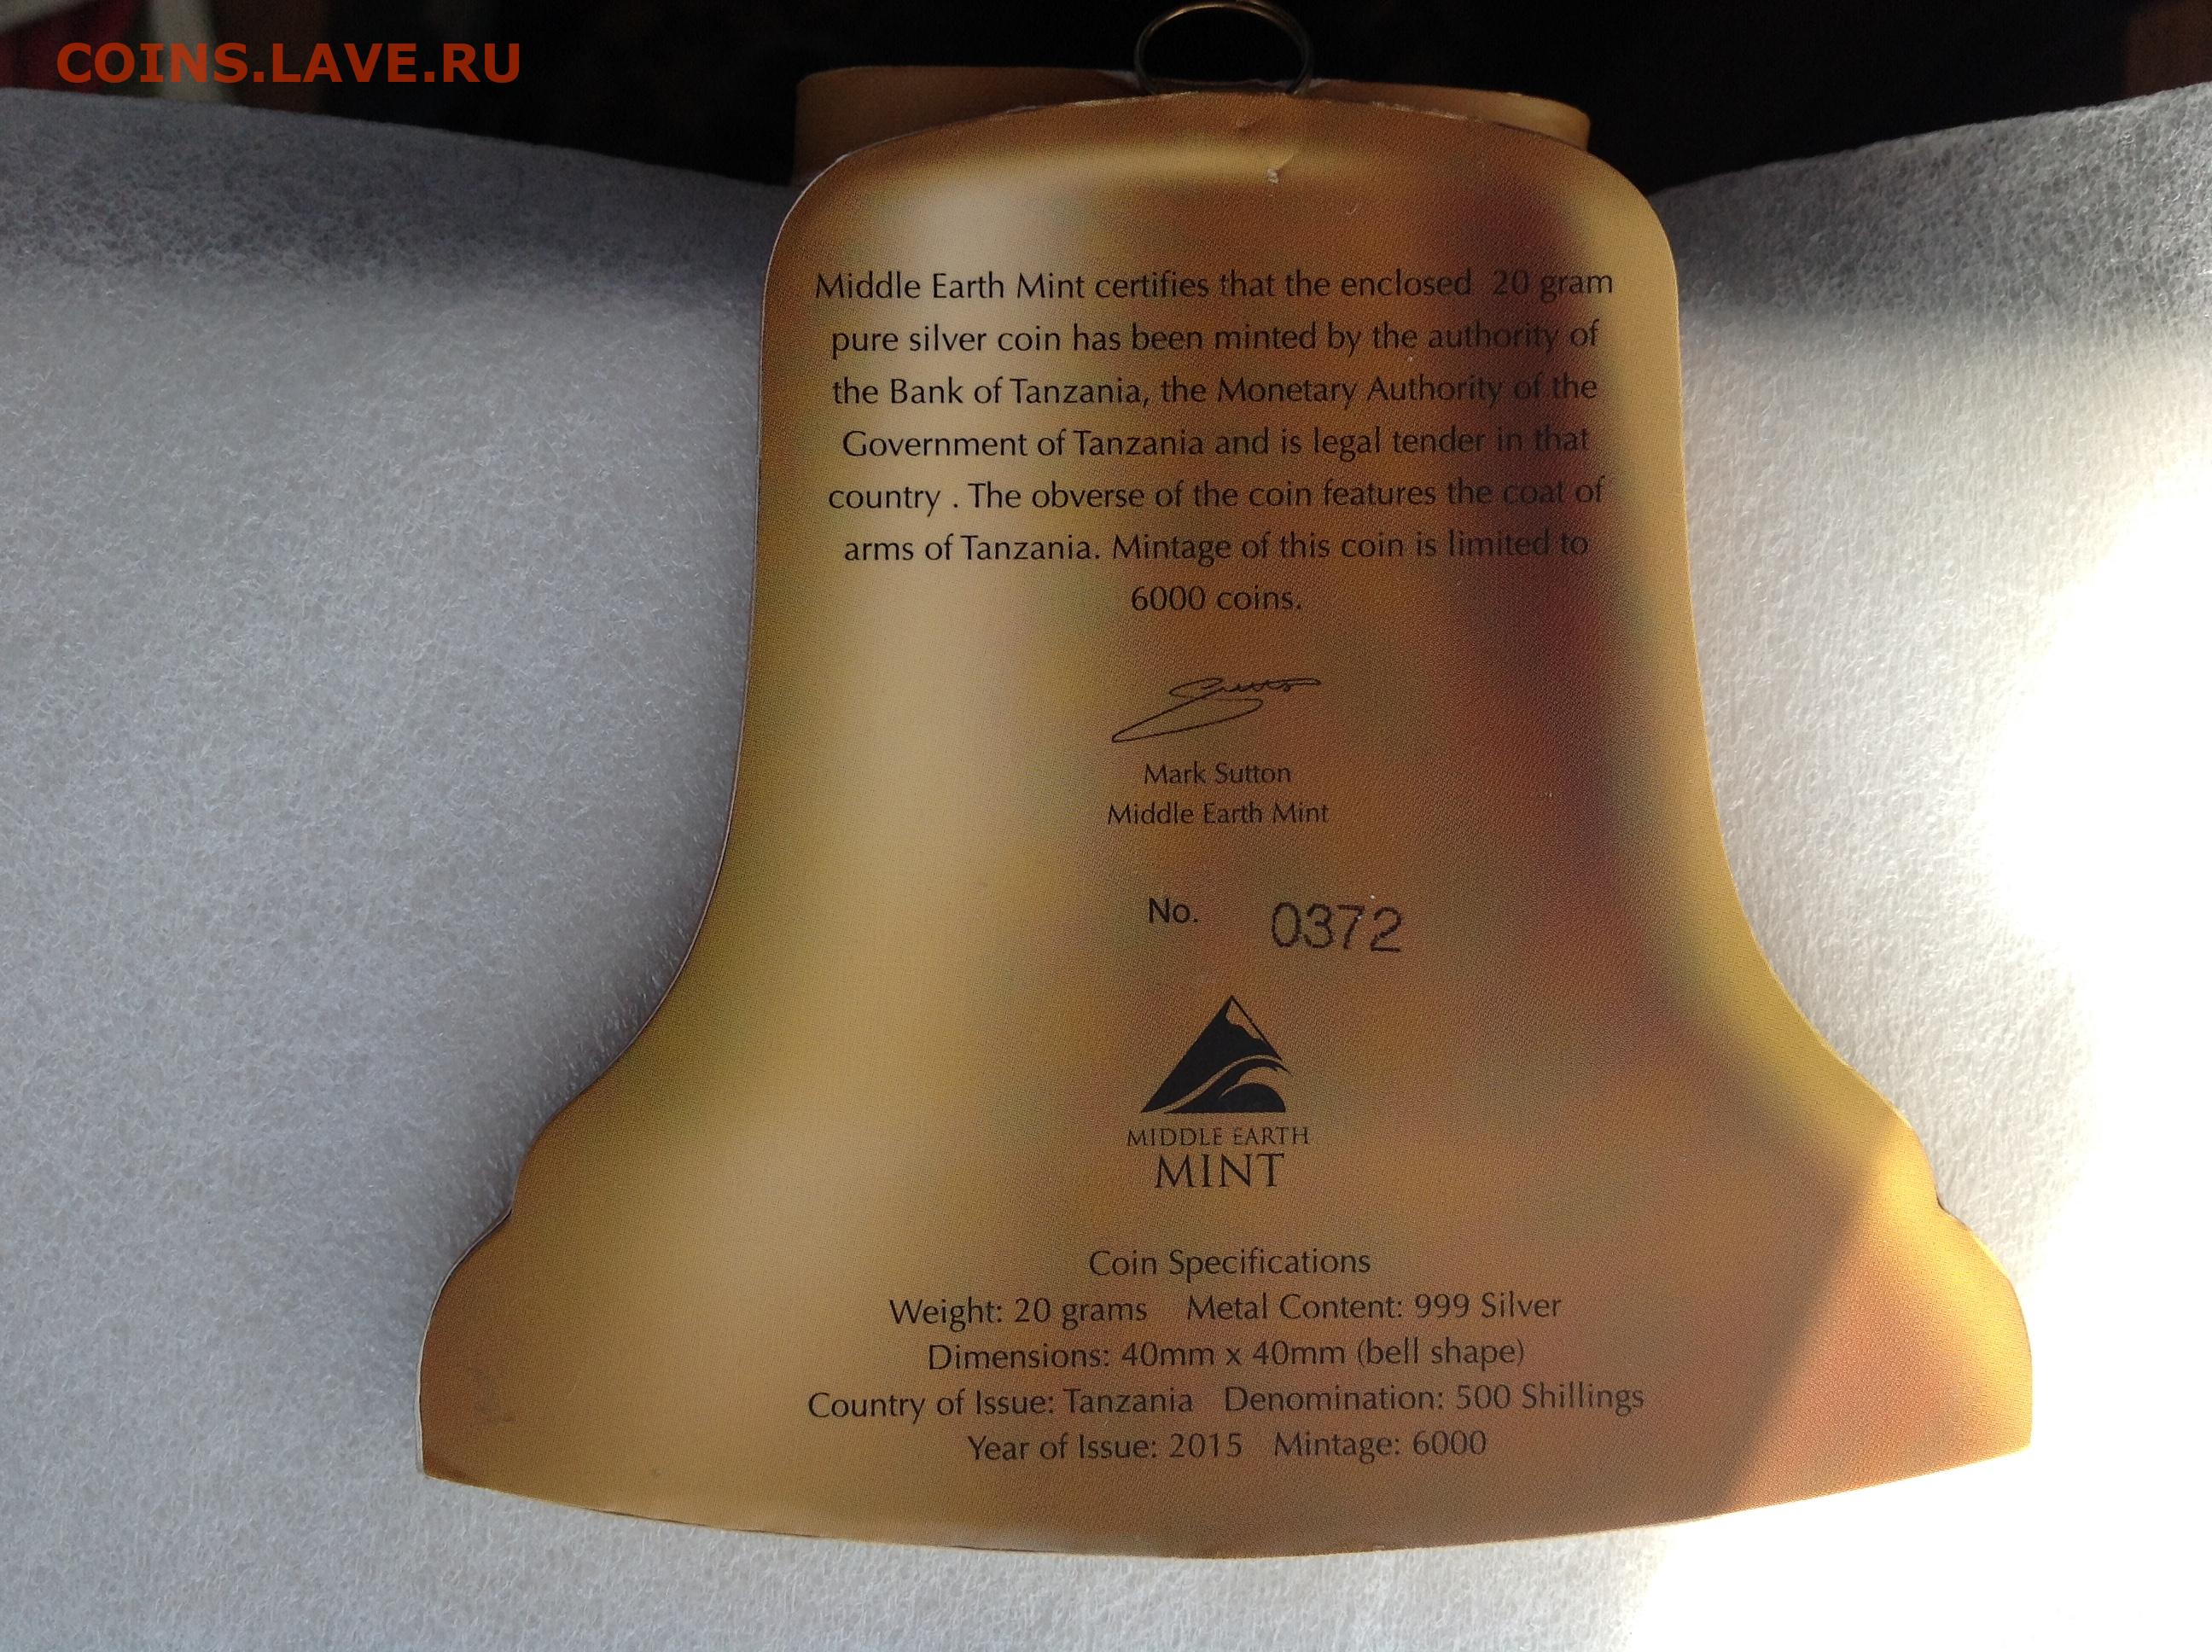 COINS.LAVE.RU
Middle Earth Mint certifies that the enclosed 20 gram
pure silver coin has been minted by the authority of
the Bank of Tanzania, the Monetary Authority of the
Government of Tanzania and is legal tender in that
country . The obverse of the coin features the coat of
arms of Tanzania. Mintage of this coin is limited to
6000 coins.
Sutton
Mark Sutton
Middle Earth Mint
No. 0372
MIDDLE EARTH
MINT
Coin Specifications
Weight: 20 grams Metal Content: 999 Silver
Dimensions: 40mm x 40mm (bell shape)
Country of Issue: Tanzania Denomination: 500 Shillings
Year of Issue: 2015 Mintage: 6000